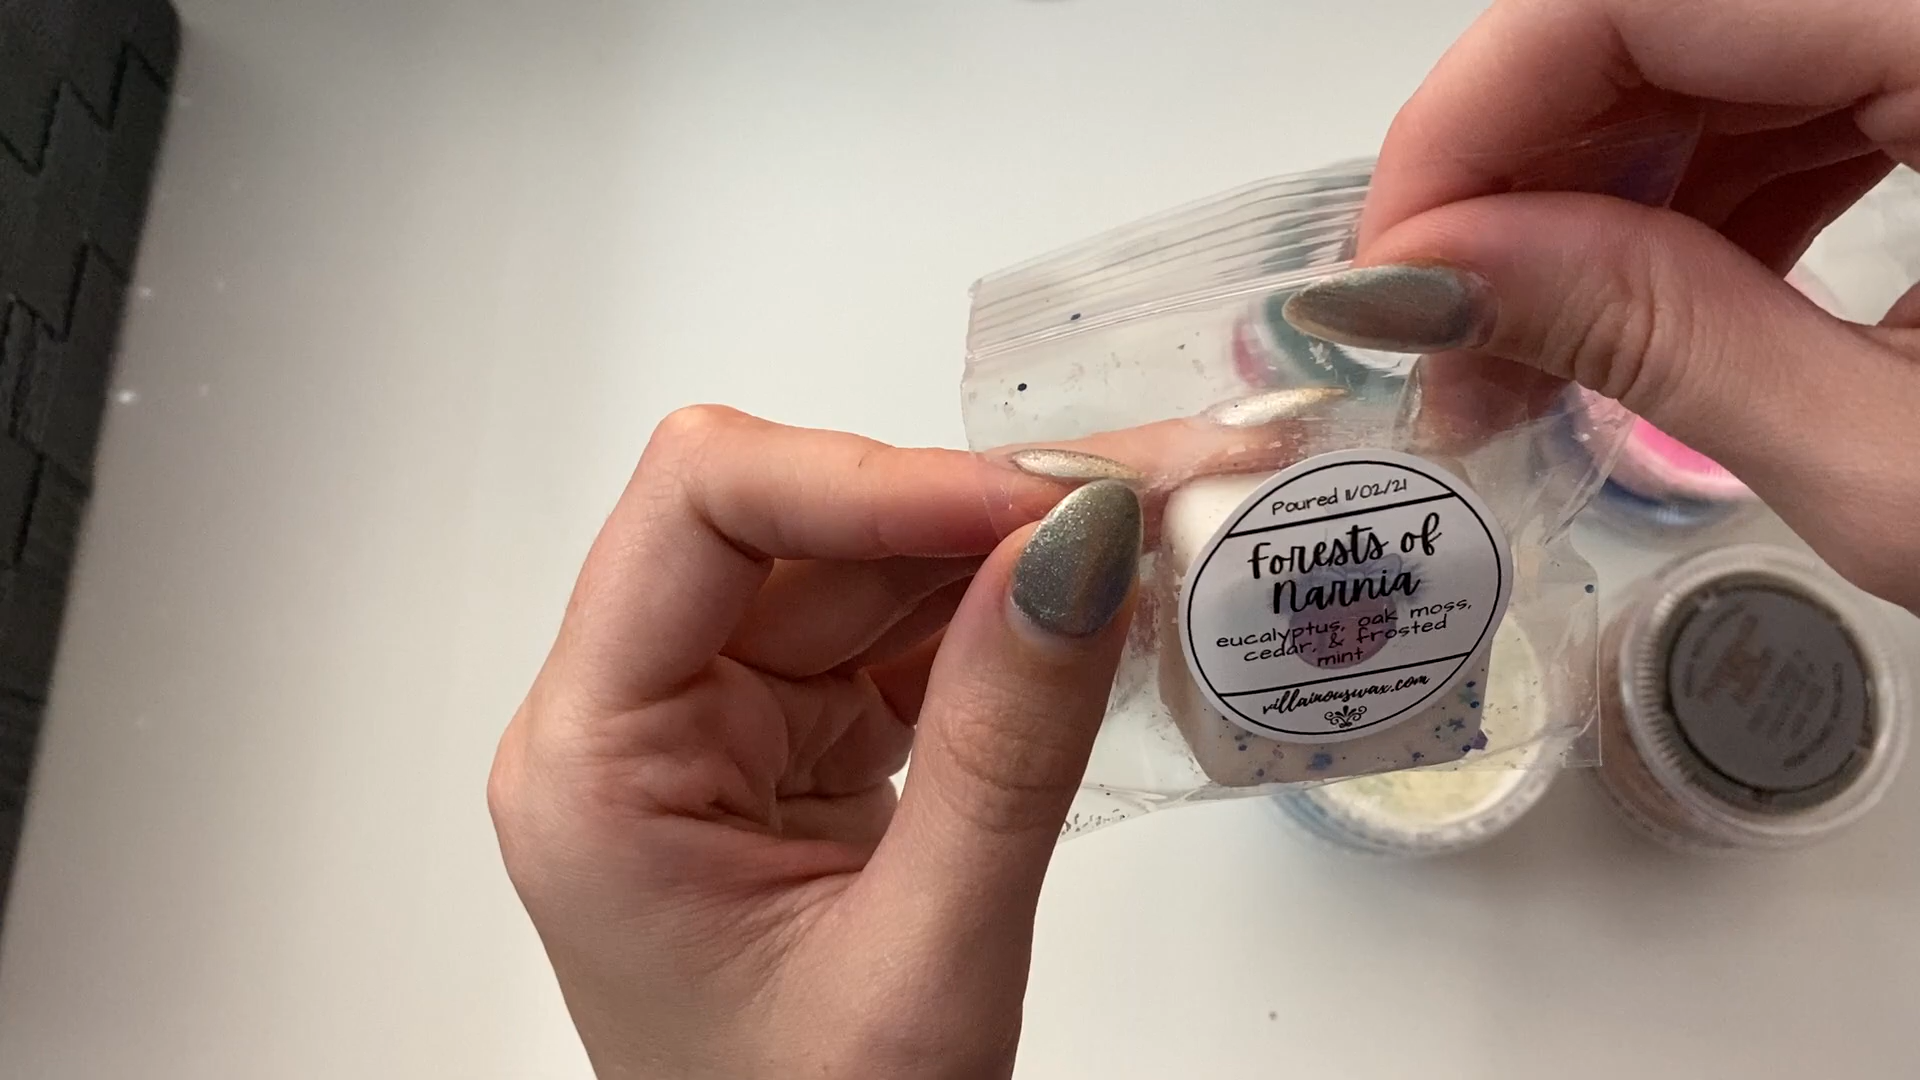 Poured 11/02/21
Forests of
Narnia
eucalyptus, oak moss,
cedar, & frosted
mint
villainouswax.com